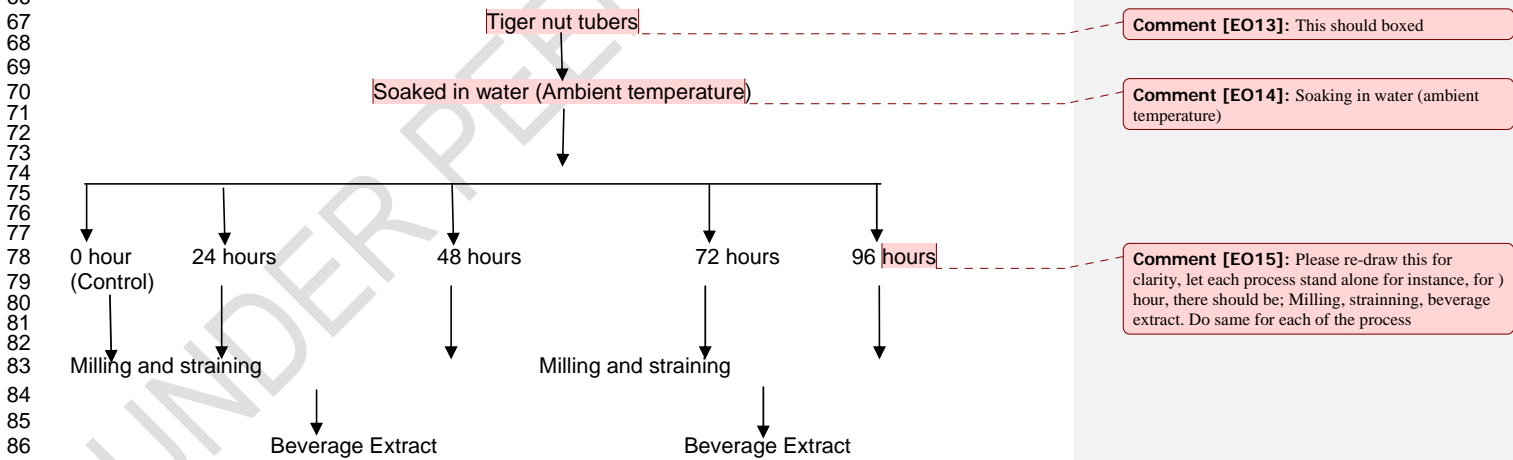 67 Tiger nut tubers
Comment [EO13]: This should boxed
68
69
70 Soaked in water (Ambient temperature)
Comment [EO14]: Soaking in water (ambient
temperature)
71
72
73
74
75
76
77
78 0 hour 24 hours 48 hours 72 hours 96 hours
79 (Control)
Comment [EO15]: Please re-draw this for
clarity, let each process stand alone for instance, for )
hour, there should be; Milling, strainning, beverage
extract. Do same for each of the process
80
81
82
83 Milling and straining Milling and straining
84
85
86 Beverage Extract Beverage Extract
UNDER PEE